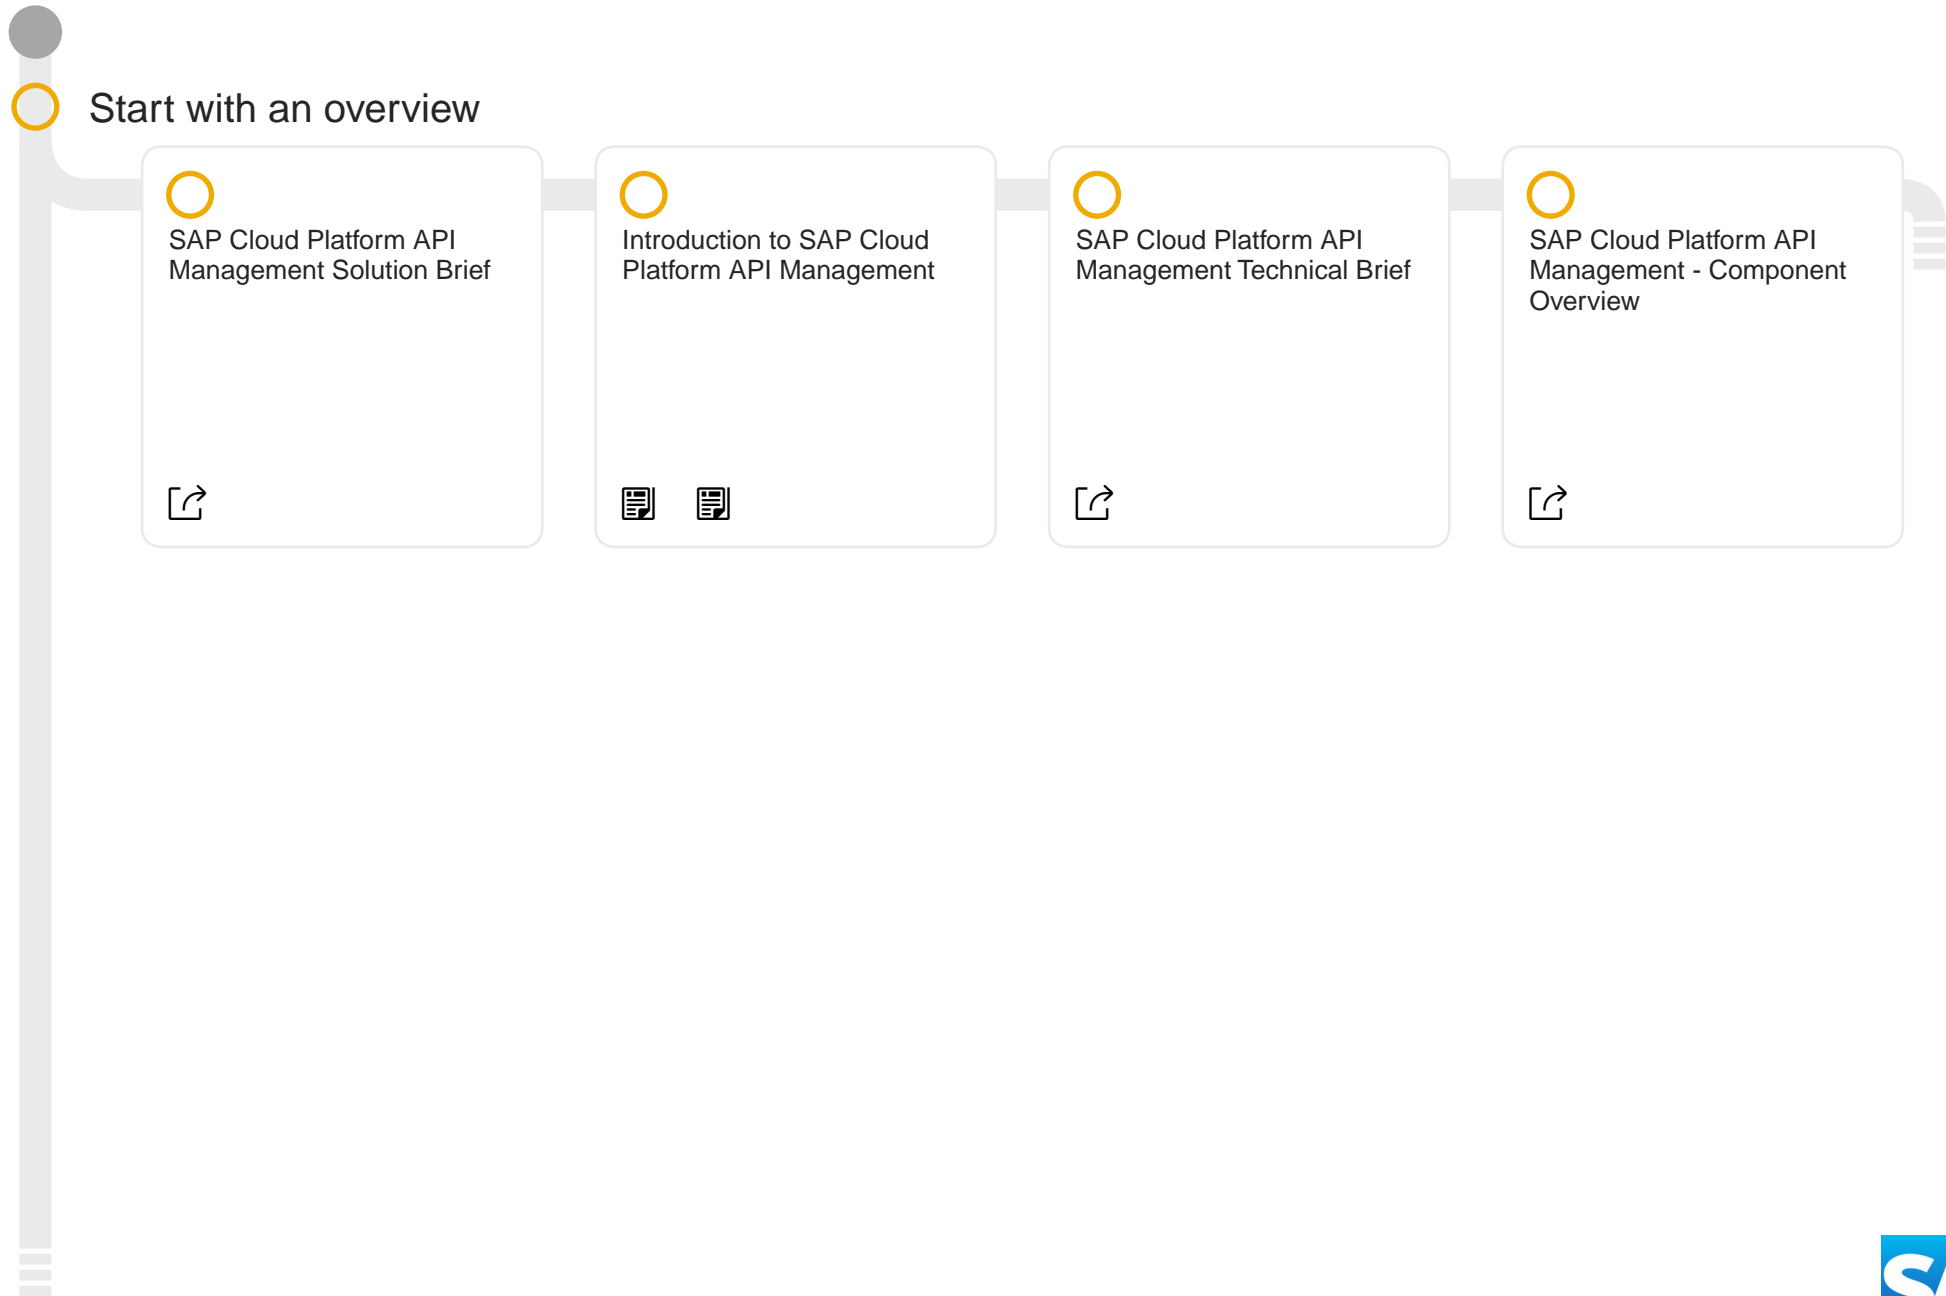 Start with an overview
SAP Cloud Platform API
Management Solution Brief
Introduction to SAP Cloud
Platform API Management
SAP Cloud Platform API
Management Technical Brief
SAP Cloud Platform API
Management - Component
Overview